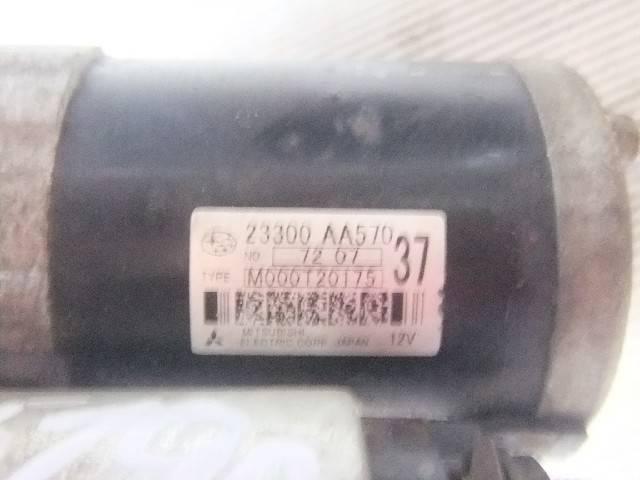 23300 AA570
NO 72 07 37
TYPE M000T20175
MITSUBISHI
ELECTRIC CORP. JAPAN 12V